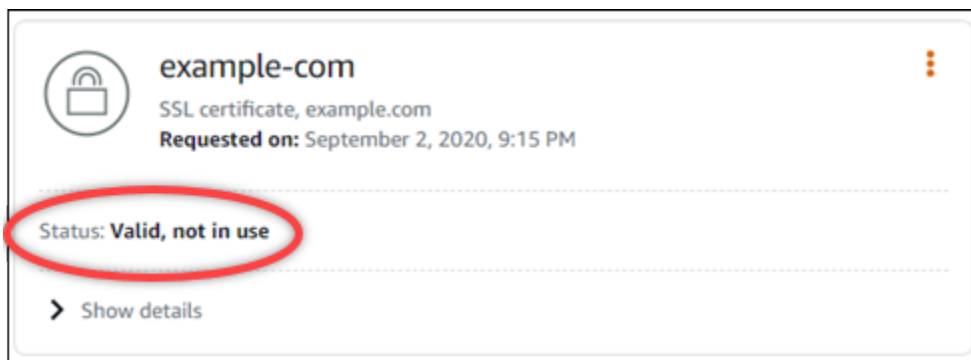 example-com
SSL certificate, example.com
Requested on: September 2, 2020, 9:15 PM
Status: Valid, not in use
Show details